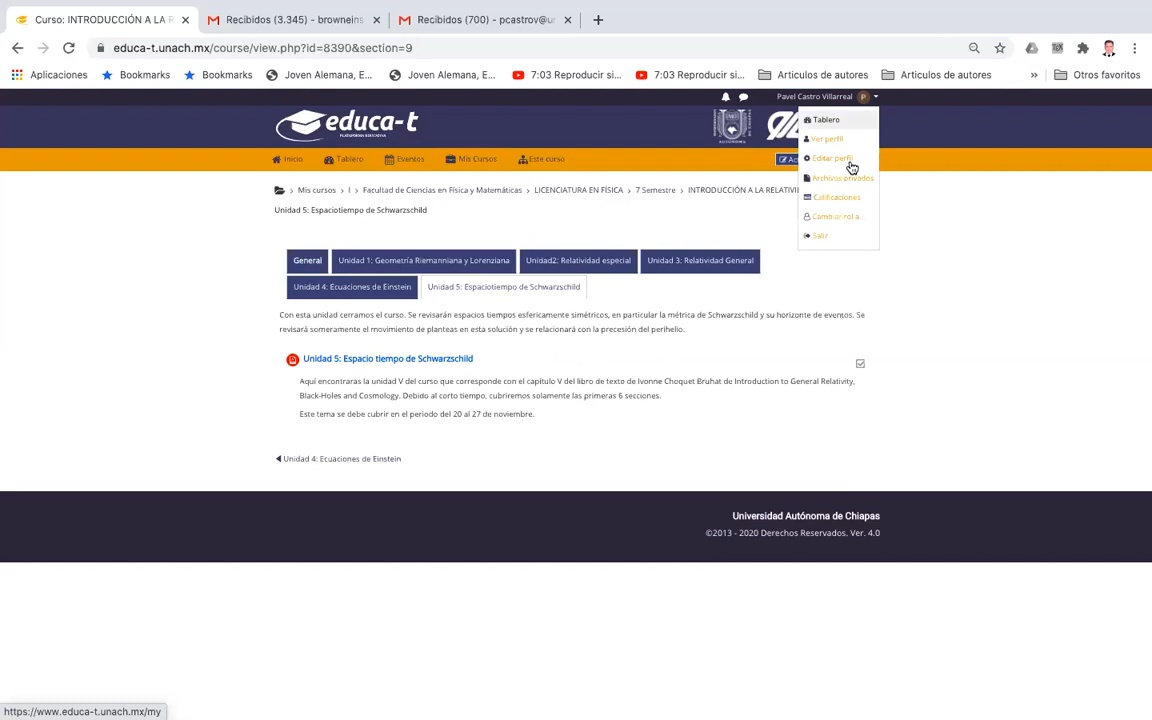 Curso: INTRODUCCIÓN A LA R
Recibidos (3.345) - browneins
Recibidos (700) - pcastrov@ur
educa-t.unach.mx/course/view.php?id=8390&section=9
Aplicaciones
Bookmarks
Bookmarks
Joven Alemana, E...
Joven Alemana, E...
7:03 Reproducir si...
7:03 Reproducir si...
Articulos de autores
Articulos de autores
»
Otros favoritos
Pavel Castro Villarreal P
educa-t
PLATAFORMA EDUCATIVA
AUTÓNOMA
Tablero
Ver perfil
Editar perfil
Archivos privados
Calificaciones
Cambiar rol a...
Salir
Inicio
Tablero
Eventos
Mis Cursos
Este curso
Ac
Mis cursos › I › Facultad de Ciencias en Física y Matemáticas › LICENCIATURA EN FÍSICA › 7 Semestre › INTRODUCCIÓN A LA RELATIVI
Unidad 5: Espaciotiempo de Schwarzschild
General
Unidad 1: Geometría Riemanniana y Lorenziana
Unidad2: Relatividad especial
Unidad 3: Relatividad General
Unidad 4: Ecuaciones de Einstein
Unidad 5: Espaciotiempo de Schwarzschild
Con esta unidad cerramos el curso. Se revisarán espacios tiempos esfericamente simétricos, en particular la métrica de Schwarzschild y su horizonte de eventos. Se
revisará someramente el movimiento de planteas en esta solución y se relacionará con la precesión del perihelio.
Unidad 5: Espacio tiempo de Schwarzschild
Aquí encontraras la unidad V del curso que corresponde con el capítulo V del libro de texto de Ivonne Choquet Bruhat de Introduction to General Relativity,
Black-Holes and Cosmology. Debido al corto tiempo, cubriremos solamente las primeras 6 secciones.
Este tema se debe cubrir en el periodo del 20 al 27 de noviembre.
Unidad 4: Ecuaciones de Einstein
Universidad Autónoma de Chiapas
©2013 - 2020 Derechos Reservados. Ver. 4.0
https://www.educa-t.unach.mx/my